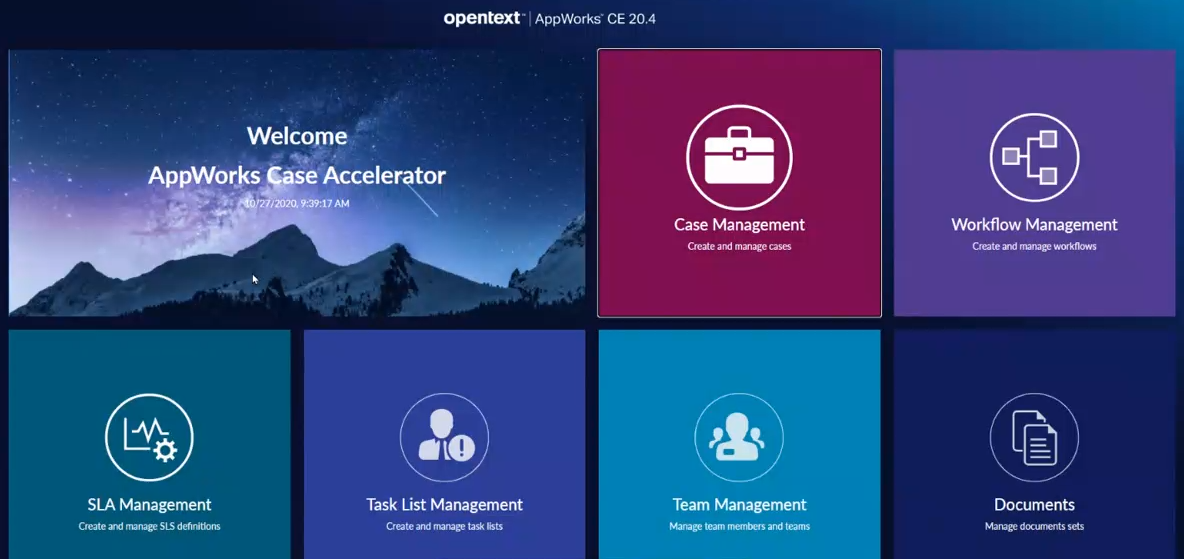 opentext™ | AppWorks® CE 20.4
Welcome
AppWorks Case Accelerator
10/27/2020, 9:39:17 AM
Case Management
Create and manage cases
Workflow Management
Create and manage workflows
SLA Management
Create and manage SLS definitions
Task List Management
Create and manage task lists
Team Management
Manage team members and teams
Documents
Manage documents sets